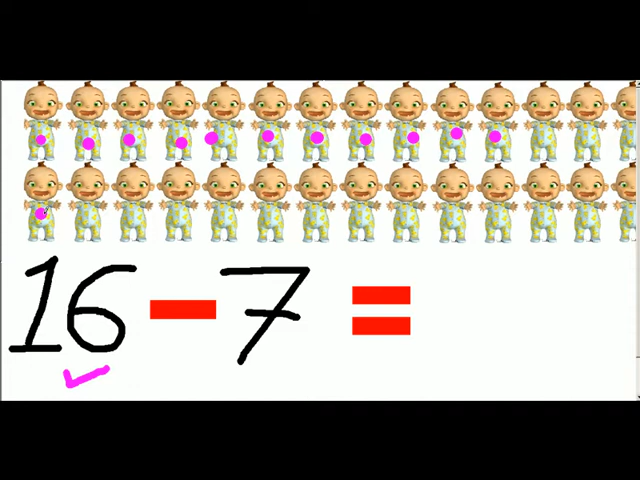 16 - 7 =